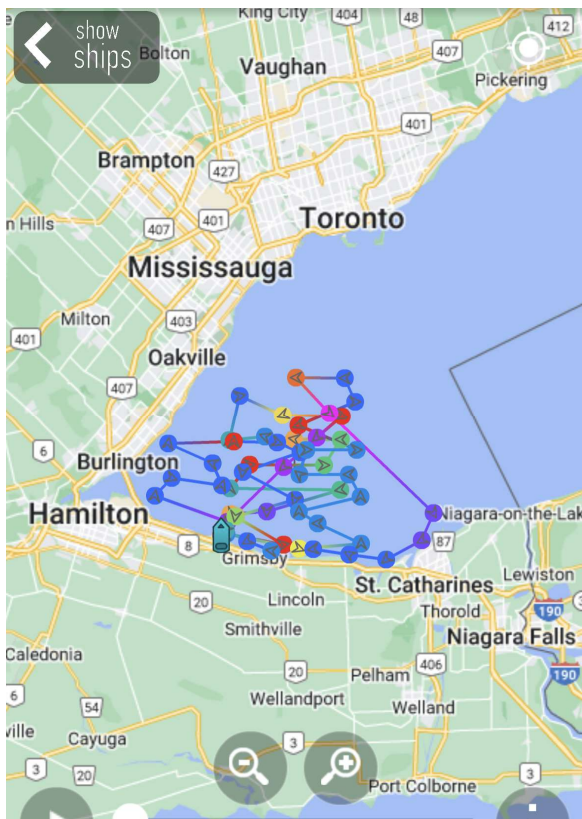 show
ships
King City
404
48
412
Bolton
407
Vaughan
Pickering
401
Brampton
427
n Hills
407
401
Toronto
Mississauga
Milton
403
401
Oakville
407
6
Burlington
Hamilton
Niagara-on-the-Lak
8
87
Grimsby
Lewiston
St. Catharines
20
Lincoln
Thorold
190
Smithville
Niagara Falls
Caledonia
20
Pelham
406
190
6
54
Wellandport
Welland
ville
Cayuga
3
3
20
3
Port Colborne